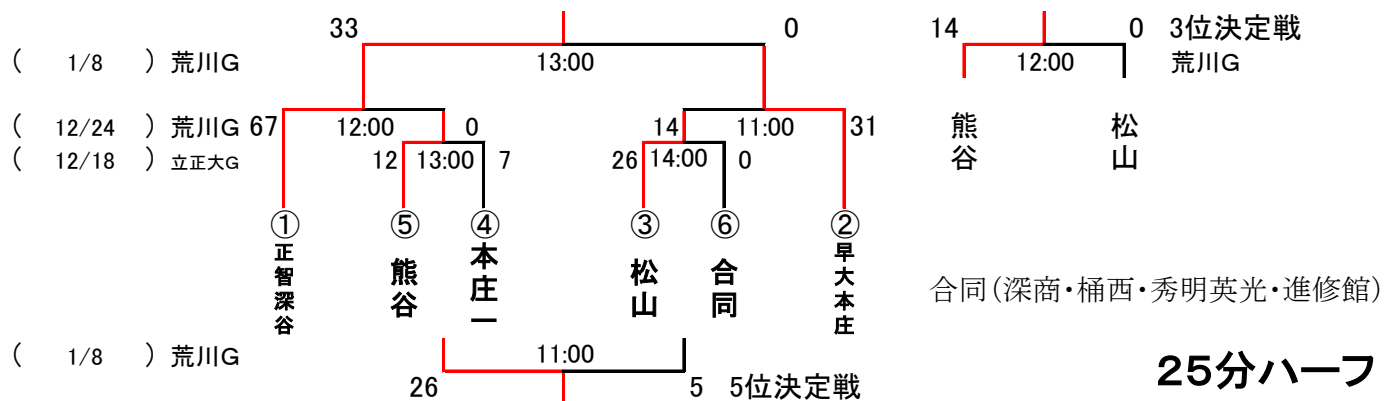 33 0 14 0 3位決定戦
( 1/8 ) 荒川G 13:00 12:00 荒川G
( 12/24 ) 荒川G 67 12:00 0 14 11:00 31
( 12/18 ) 立正大G 12 13:00 7 26 14:00 0
熊谷 松山
① ⑤ ④ ③ ⑥ ②
正智深谷 熊谷 本庄一 松山 合同 早大本庄
合同(深商・桶西・秀明英光・進修館)
( 1/8 ) 荒川G 11:00
26 5 5位決定戦
25分ハーフ